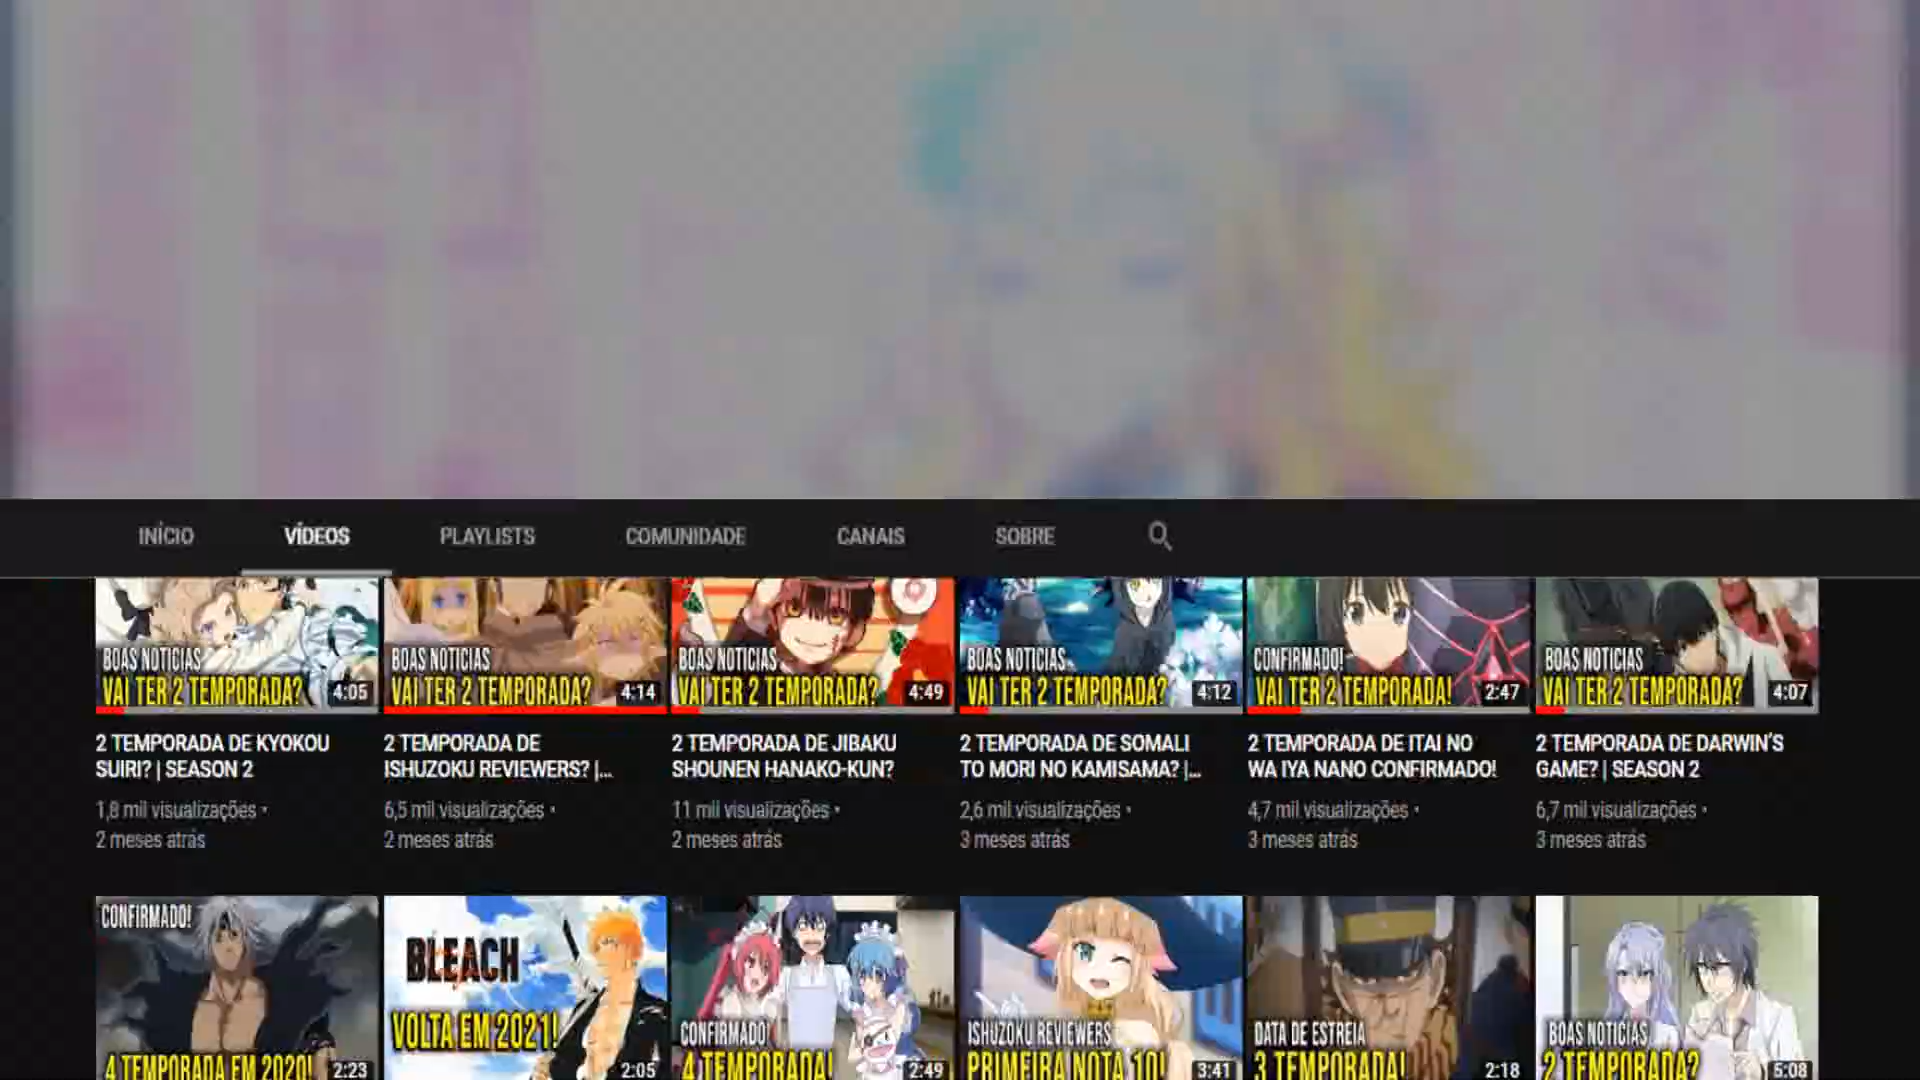 INÍCIO VÍDEOS PLAYLISTS COMUNIDADE CANAIS SOBRE
BOAS NOTICIAS
VAI TER 2 TEMPORADA?
4:05
2 TEMPORADA DE KYOKOU
SUIRI? | SEASON 2
1,8 mil visualizações •
2 meses atrás
BOAS NOTICIAS
VAI TER 2 TEMPORADA?
4:14
2 TEMPORADA DE
ISHUZOKU REVIEWERS? |...
6,5 mil visualizações •
2 meses atrás
BOAS NOTICIAS
VAI TER 2 TEMPORADA?
4:49
2 TEMPORADA DE JIBAKU
SHOUNEN HANAKO-KUN?
11 mil visualizações •
2 meses atrás
BOAS NOTICIAS
VAI TER 2 TEMPORADA?
4:12
2 TEMPORADA DE SOMALI
TO MORI NO KAMISAMA? |...
2,6 mil visualizações •
3 meses atrás
CONFIRMADO!
VAI TER 2 TEMPORADA!
2:47
2 TEMPORADA DE ITAI NO
WA IYA NANO CONFIRMADO!
4,7 mil visualizações •
3 meses atrás
BOAS NOTICIAS
VAI TER 2 TEMPORADA?
4:07
2 TEMPORADA DE DARWIN'S
GAME? | SEASON 2
6,7 mil visualizações •
3 meses atrás
CONFIRMADO!
4 TEMPORADA EM 2020!
2:23
BLEACH
VOLTA EM 2021!
2:05
CONFIRMADO!
4 TEMPORADA!
2:49
ISHUZOKU REVIEWERS
PRIMEIRA NOTA 10!
3:41
DATA DE ESTREIA
3 TEMPORADA!
2:18
BOAS NOTICIAS
2 TEMPORADA?
5:08